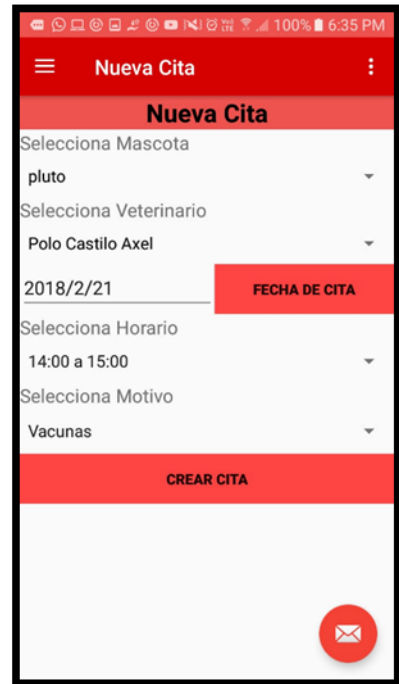 100% 6:35 PM
Nueva Cita
Nueva Cita
Selecciona Mascota
pluto
Selecciona Veterinario
Polo Castilo Axel
2018/2/21 FECHA DE CITA
Selecciona Horario
14:00 a 15:00
Selecciona Motivo
Vacunas
CREAR CITA